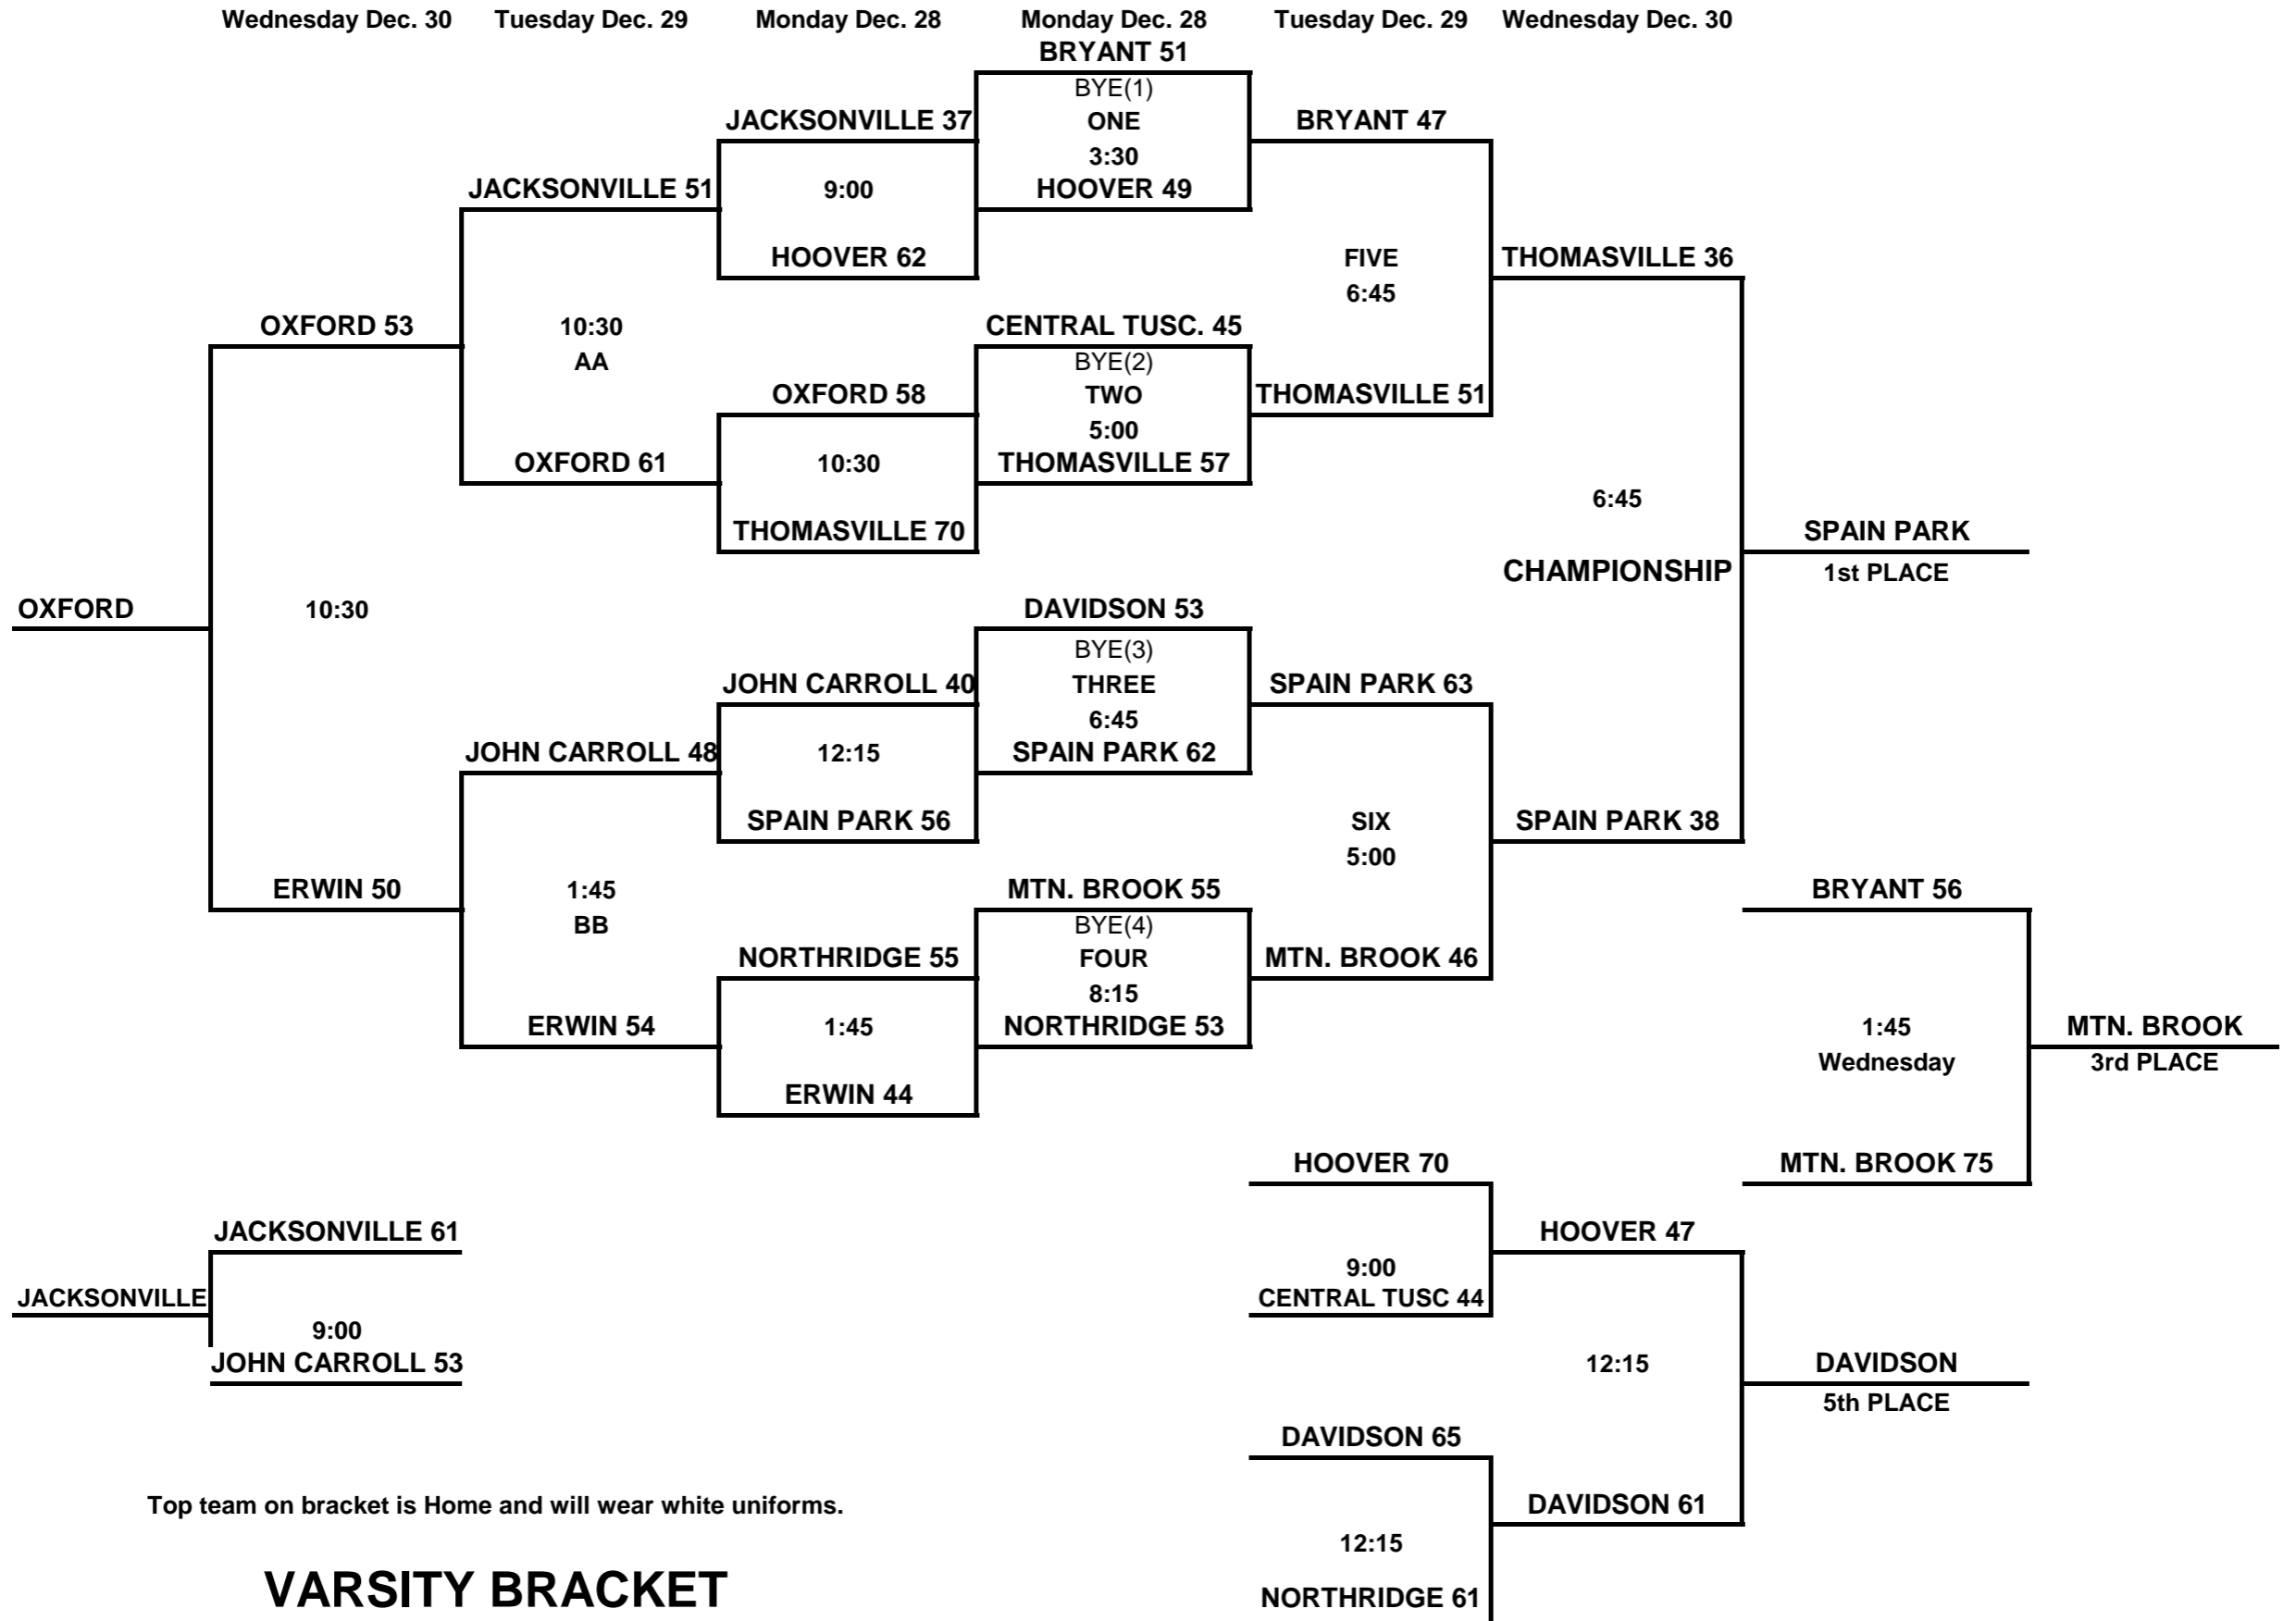 Wednesday Dec. 30 Tuesday Dec. 29 Monday Dec. 28 Monday Dec. 28 Tuesday Dec. 29 Wednesday Dec. 30
BRYANT 51
BYE(1)
JACKSONVILLE 37 ONE BRYANT 47
3:30
JACKSONVILLE 51 9:00 HOOVER 49
HOOVER 62 FIVE THOMASVILLE 36
6:45
OXFORD 53 10:30 CENTRAL TUSC. 45
AA BYE(2)
OXFORD 58 TWO THOMASVILLE 51
5:00
OXFORD 61 10:30 THOMASVILLE 57
6:45
THOMASVILLE 70 SPAIN PARK
CHAMPIONSHIP 1st PLACE
OXFORD 10:30 DAVIDSON 53
BYE(3)
JOHN CARROLL 40 THREE SPAIN PARK 63
6:45
JOHN CARROLL 48 12:15 SPAIN PARK 62
SPAIN PARK 56 SIX SPAIN PARK 38
5:00
ERWIN 50 1:45 MTN. BROOK 55 BRYANT 56
BB BYE(4)
NORTHRIDGE 55 FOUR MTN. BROOK 46
8:15
ERWIN 54 1:45 NORTHRIDGE 53 1:45 MTN. BROOK
Wednesday 3rd PLACE
ERWIN 44
HOOVER 70 MTN. BROOK 75
JACKSONVILLE 61 HOOVER 47
9:00
JACKSONVILLE CENTRAL TUSC 44
9:00
JOHN CARROLL 53 12:15 DAVIDSON
5th PLACE
DAVIDSON 65
Top team on bracket is Home and will wear white uniforms. DAVIDSON 61
12:15
VARSITY BRACKET NORTHRIDGE 61